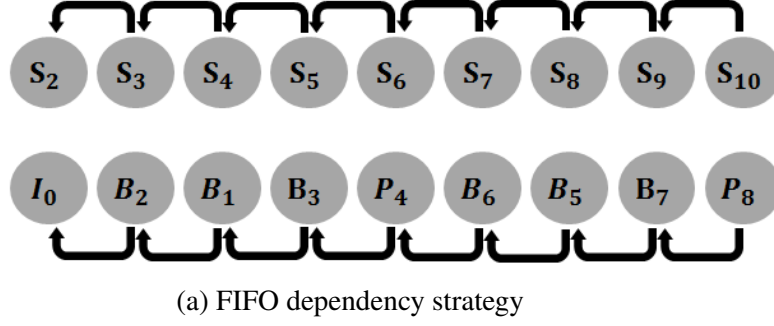 S₂ S₃ S₄ S₅ S₆ S₇ S₈ S₉ S₁₀
I₀ B₂ B₁ B₃ P₄ B₆ B₅ B₇ P₈
(a) FIFO dependency strategy